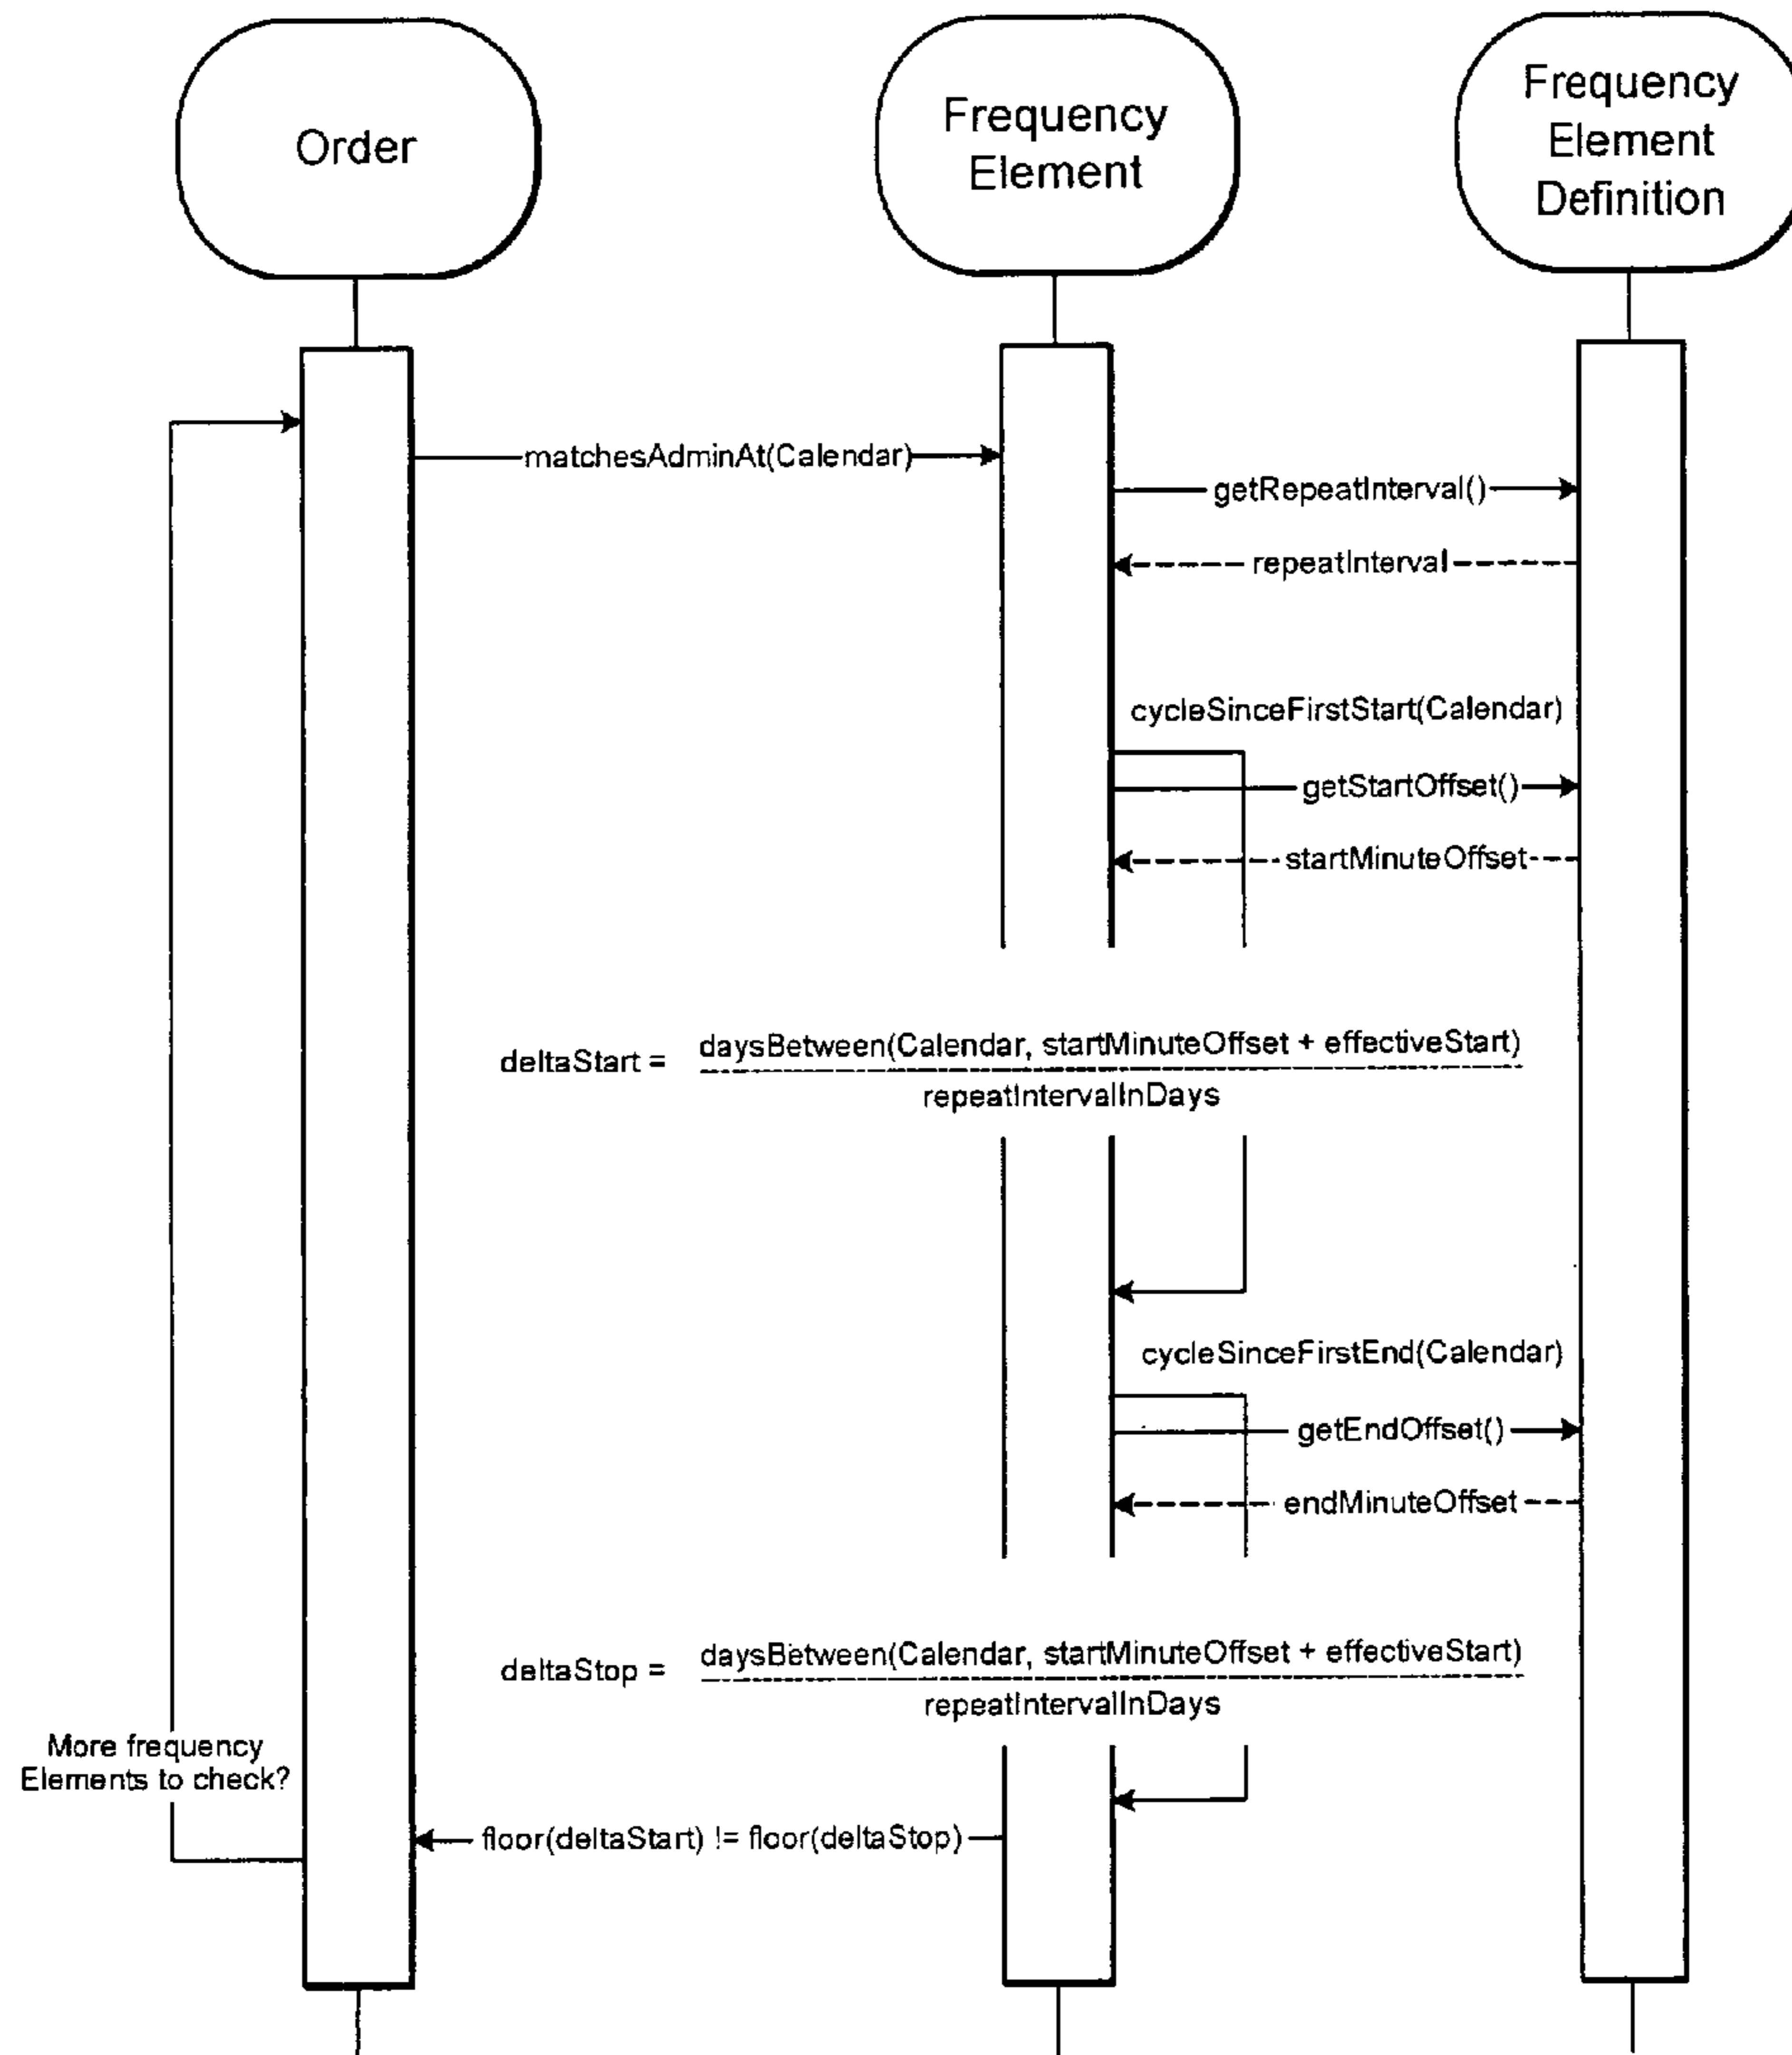 Order
Frequency
Element
Frequency
Element
Definition
matchesAdminAt(Calendar)
getRepeatInterval()
repeatInterval
cycleSinceFirstStart(Calendar)
getStartOffset()
startMinuteOffset
deltaStart =
daysBetween(Calendar, startMinuteOffset + effectiveStart)
repeatIntervalInDays
cycleSinceFirstEnd(Calendar)
getEndOffset()
endMinuteOffset
deltaStop =
daysBetween(Calendar, startMinuteOffset + effectiveStart)
repeatIntervalInDays
More frequency
Elements to check?
floor(deltaStart) != floor(deltaStop)